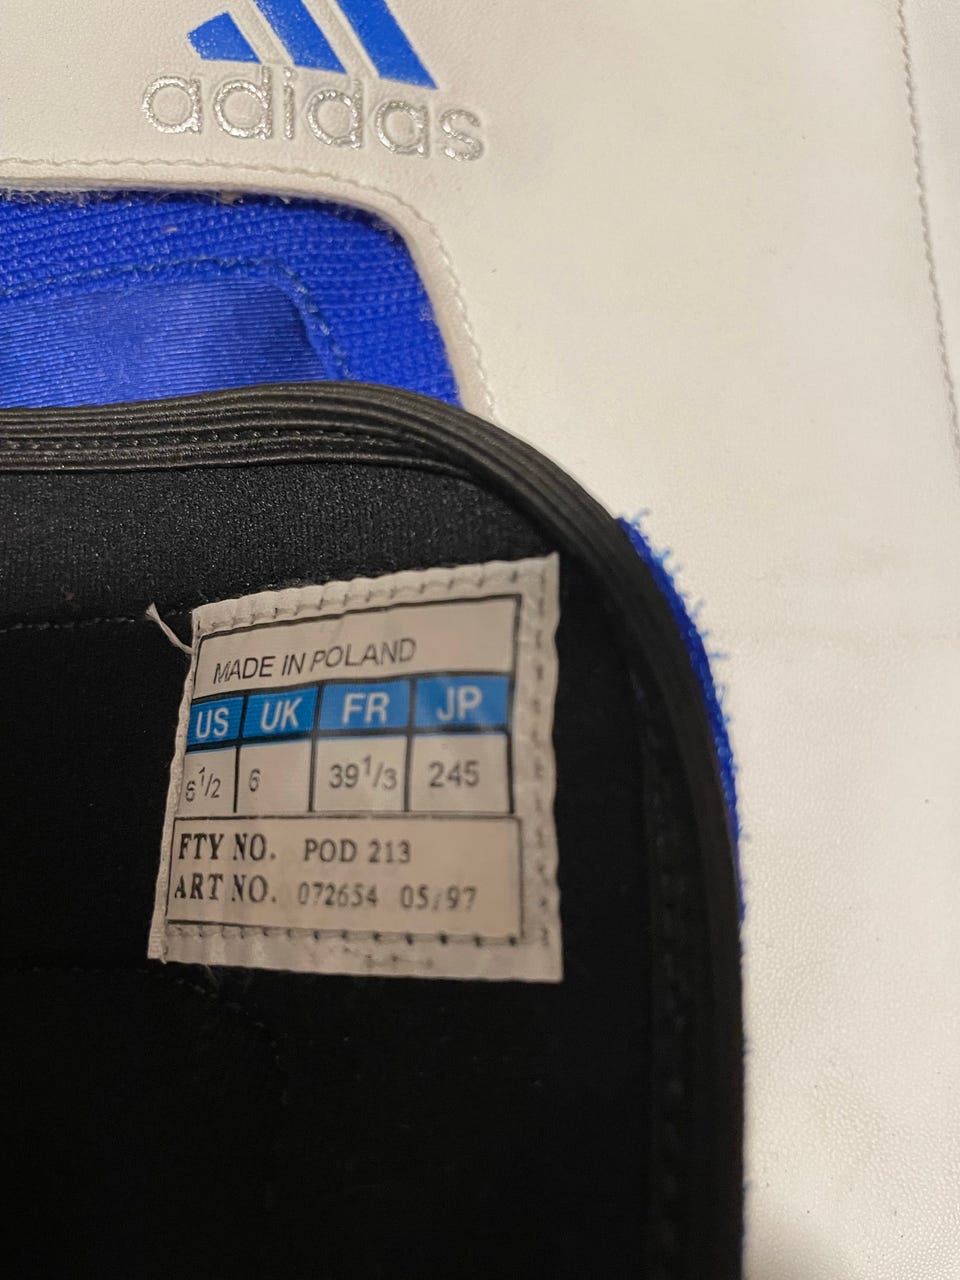 adidas
MADE IN POLAND
US UK FR JP
6 1/2 6 39 1/3 245
FTY NO. POD 213
ART NO. 072654 05/97